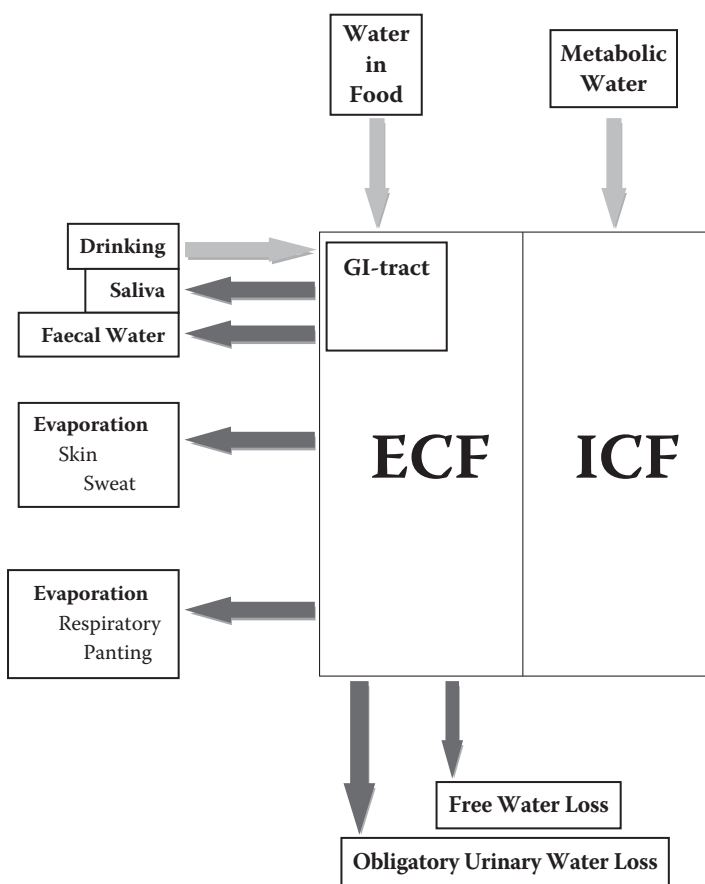 Water
in
Food
Metabolic
Water
Drinking
Saliva
Faecal Water
GI-tract
Evaporation
Skin
Sweat
ECF
ICF
Evaporation
Respiratory
Panting
Free Water Loss
Obligatory Urinary Water Loss